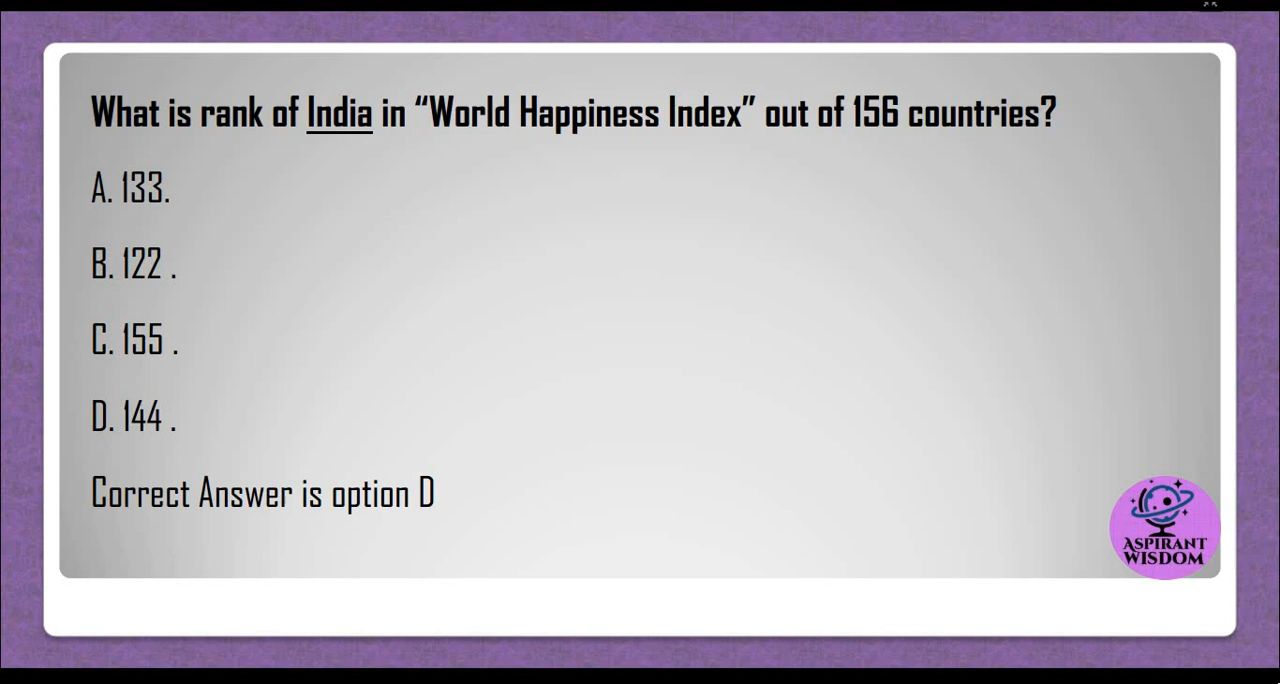 What is rank of India in “World Happiness Index” out of 156 countries?
A. 133.
B. 122 .
C. 155 .
D. 144 .
Correct Answer is option D
ASPIRANT
WISDOM